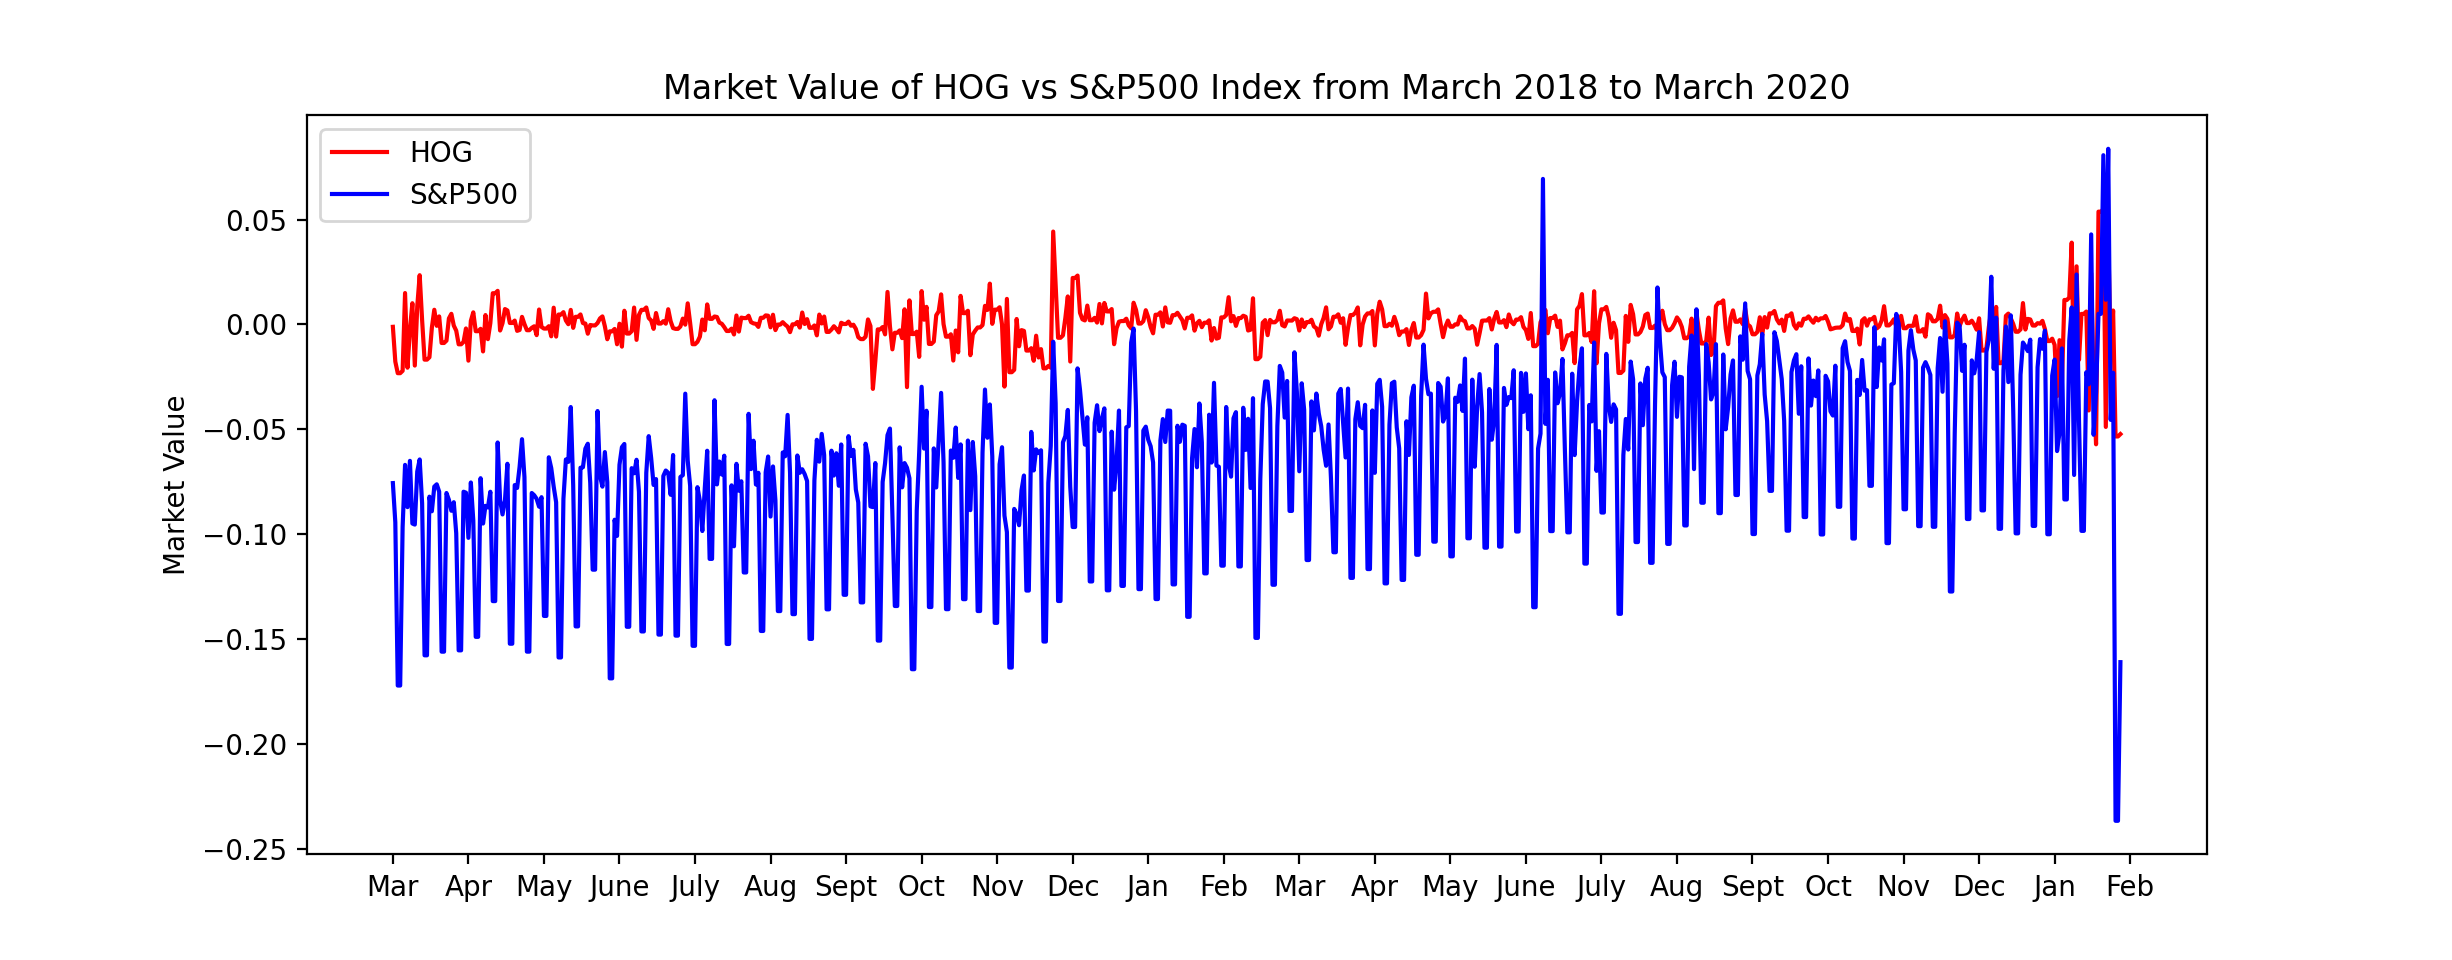 Market Value of HOG vs S&P500 Index from March 2018 to March 2020
HOG
S&P500
Market Value
0.05
0.00
−0.05
−0.10
−0.15
−0.20
−0.25
Mar Apr May June July Aug Sept Oct Nov Dec Jan Feb Mar Apr May June July Aug Sept Oct Nov Dec Jan Feb